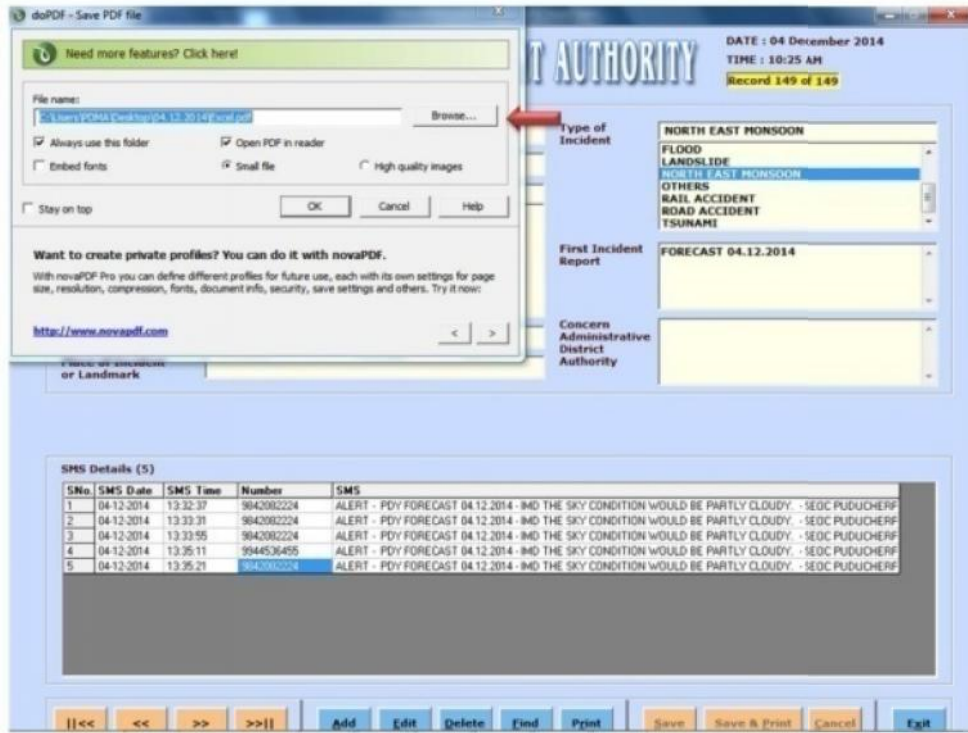 doPDF - Save PDF file
Need more features? Click here!
File name:
C:\Users\PDMA\Desktop\04.12.2014\Excel.pdf
Browse...
Always use this folder
Open PDF in reader
Embed fonts
Small file
High quality images
Stay on top
OK
Cancel
Help
Want to create private profiles? You can do it with novaPDF.
With novaPDF Pro you can define different profiles for future use, each with its own settings for page
size, resolution, compression, fonts, document info, security, save settings and others. Try it now:
http://www.novapdf.com
<
>
T AUTHORITY
DATE : 04 December 2014
TIME : 10:25 AM
Record 149 of 149
Type of
Incident
NORTH EAST MONSOON
FLOOD
LANDSLIDE
NORTH EAST MONSOON
OTHERS
RAIL ACCIDENT
ROAD ACCIDENT
TSUNAMI
First Incident
Report
FORECAST 04.12.2014
Concern
Administrative
District
Authority
Place of Incident
or Landmark
SMS Details (5)
SNo. SMS Date SMS Time Number SMS
1 04-12-2014 13:32:37 9842082224 ALERT - PDY FORECAST 04.12.2014 - IMD THE SKY CONDITION WOULD BE PARTLY CLOUDY. - SEOC PUDUCHERF
2 04-12-2014 13:33:31 9842082224 ALERT - PDY FORECAST 04.12.2014 - IMD THE SKY CONDITION WOULD BE PARTLY CLOUDY. - SEOC PUDUCHERF
3 04-12-2014 13:33:55 9842082224 ALERT - PDY FORECAST 04.12.2014 - IMD THE SKY CONDITION WOULD BE PARTLY CLOUDY. - SEOC PUDUCHERF
4 04-12-2014 13:35:11 9944536455 ALERT - PDY FORECAST 04.12.2014 - IMD THE SKY CONDITION WOULD BE PARTLY CLOUDY. - SEOC PUDUCHERF
5 04-12-2014 13:35:21 9842082224 ALERT - PDY FORECAST 04.12.2014 - IMD THE SKY CONDITION WOULD BE PARTLY CLOUDY. - SEOC PUDUCHERF
||<<
<<
>>
>>||
Add
Edit
Delete
Find
Print
Save
Save & Print
Cancel
Exit